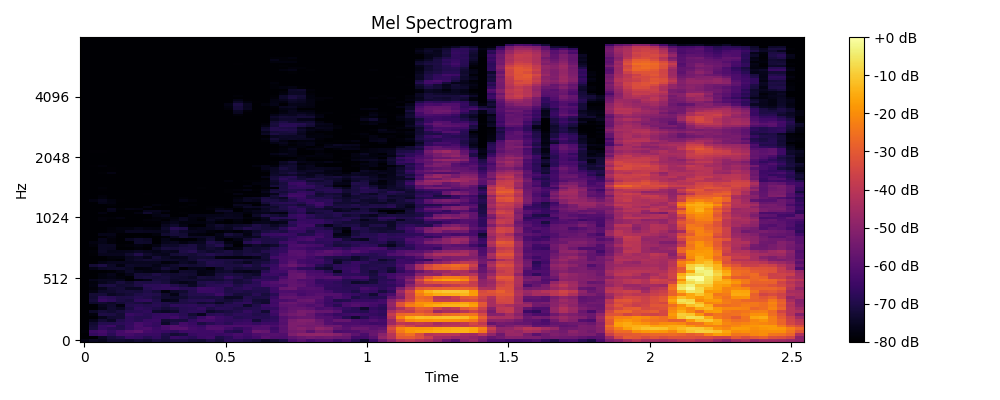 Mel Spectrogram
+0 dB
-10 dB
-20 dB
-30 dB
-40 dB
-50 dB
-60 dB
-70 dB
-80 dB
4096
2048
1024
512
0
Hz
0
0.5
1
1.5
2
2.5
Time